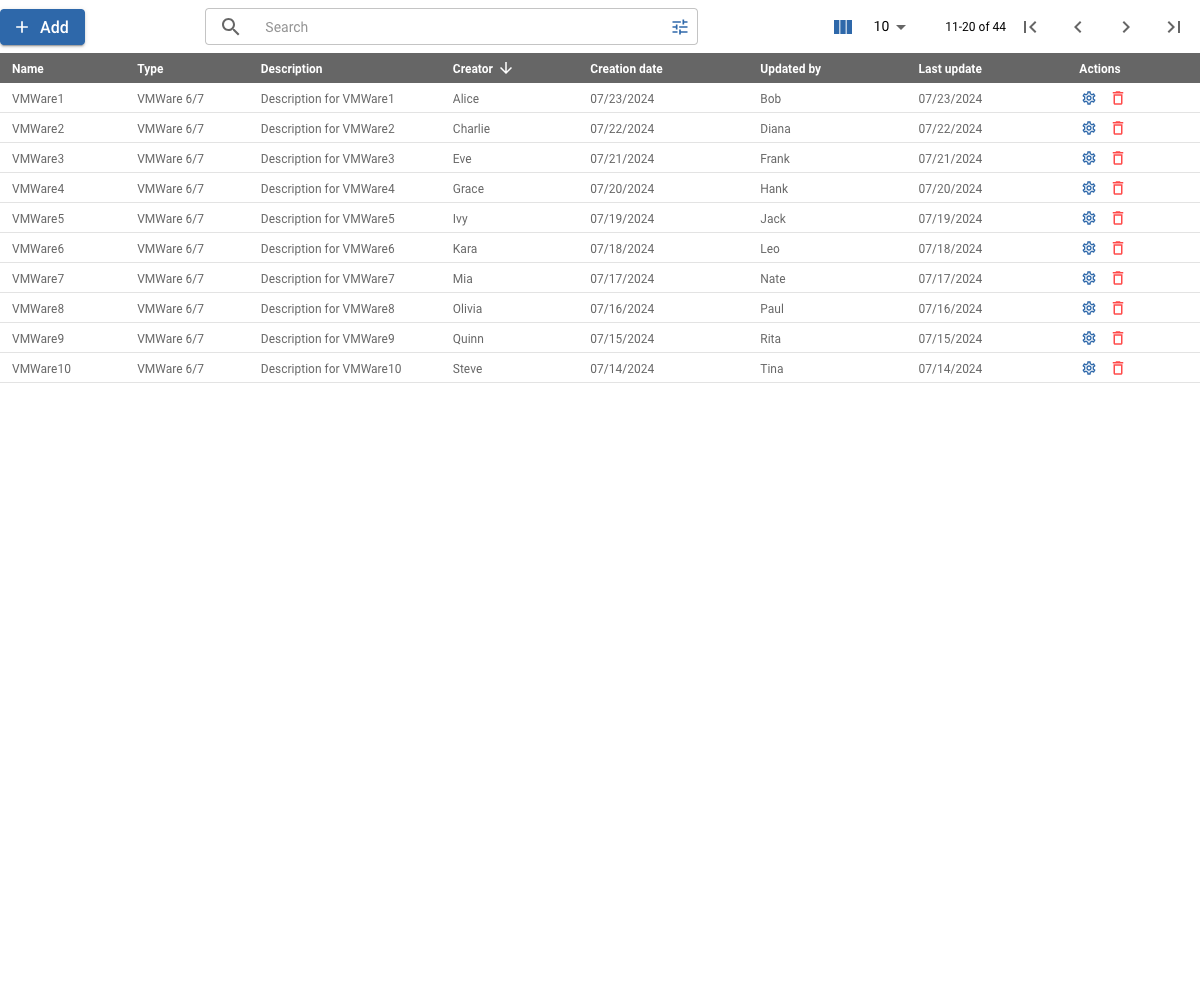 Add Search 10 11-20 of 44
Name Type Description Creator Creation date Updated by Last update Actions
VMWare1 VMWare 6/7 Description for VMWare1 Alice 07/23/2024 Bob 07/23/2024
VMWare2 VMWare 6/7 Description for VMWare2 Charlie 07/22/2024 Diana 07/22/2024
VMWare3 VMWare 6/7 Description for VMWare3 Eve 07/21/2024 Frank 07/21/2024
VMWare4 VMWare 6/7 Description for VMWare4 Grace 07/20/2024 Hank 07/20/2024
VMWare5 VMWare 6/7 Description for VMWare5 Ivy 07/19/2024 Jack 07/19/2024
VMWare6 VMWare 6/7 Description for VMWare6 Kara 07/18/2024 Leo 07/18/2024
VMWare7 VMWare 6/7 Description for VMWare7 Mia 07/17/2024 Nate 07/17/2024
VMWare8 VMWare 6/7 Description for VMWare8 Olivia 07/16/2024 Paul 07/16/2024
VMWare9 VMWare 6/7 Description for VMWare9 Quinn 07/15/2024 Rita 07/15/2024
VMWare10 VMWare 6/7 Description for VMWare10 Steve 07/14/2024 Tina 07/14/2024